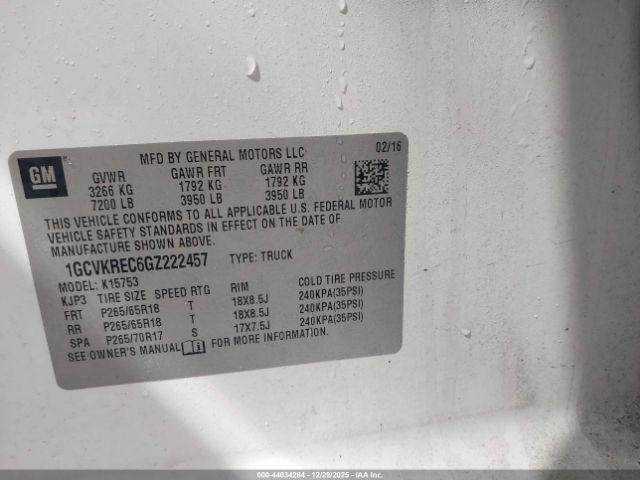 GM
MFD BY GENERAL MOTORS LLC 02/16
GVWR GAWR FRT GAWR RR
3266 KG 1792 KG 1792 KG
7200 LB 3950 LB 3950 LB
THIS VEHICLE CONFORMS TO ALL APPLICABLE U.S. FEDERAL MOTOR
VEHICLE SAFETY STANDARDS IN EFFECT ON THE DATE OF
MANUFACTURE SHOWN ABOVE.
1GCVKREC6GZ222457 TYPE: TRUCK
MODEL: K15753
KJP3 TIRE SIZE SPEED RTG RIM COLD TIRE PRESSURE
FRT P265/65R18 T 18X8.5J 240KPA(35PSI)
RR P265/65R18 T 18X8.5J 240KPA(35PSI)
SPA P265/70R17 S 17X7.5J 240KPA(35PSI)
SEE OWNER'S MANUAL FOR MORE INFORMATION.
000-44034284 - 12/29/2025 - IAA Inc.